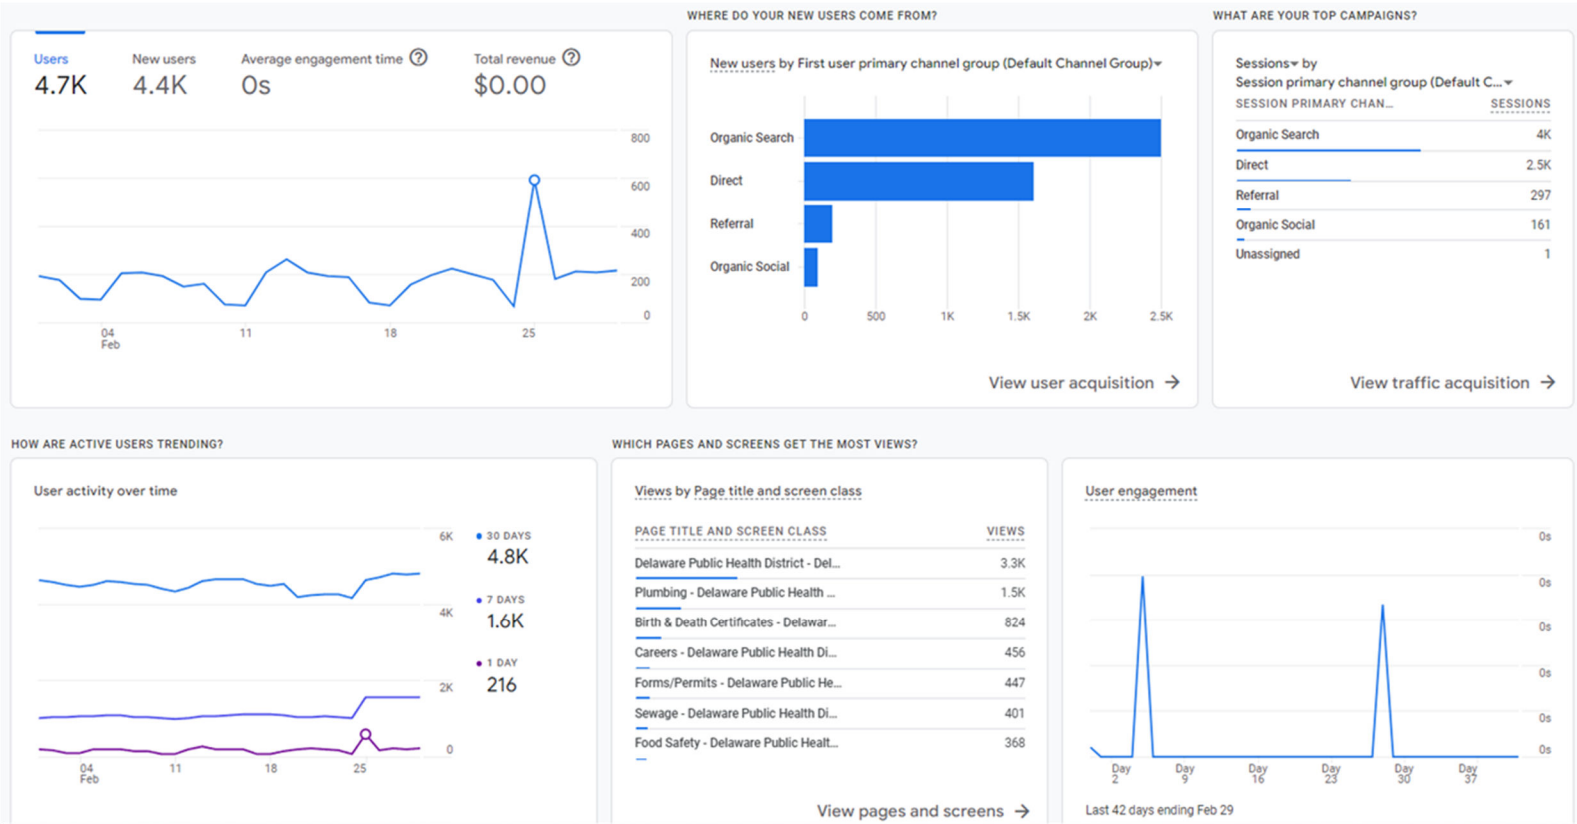 WHERE DO YOUR NEW USERS COME FROM?
WHAT ARE YOUR TOP CAMPAIGNS?
Users
4.7K
New users
4.4K
Average engagement time
0s
Total revenue
$0.00
800
600
400
200
0
04
Feb
11
18
25
New users by First user primary channel group (Default Channel Group)
Organic Search
Direct
Referral
Organic Social
0
500
1K
1.5K
2K
2.5K
View user acquisition →
Sessions by
Session primary channel group (Default C...
SESSION PRIMARY CHAN...
SESSIONS
Organic Search
4K
Direct
2.5K
Referral
297
Organic Social
161
Unassigned
1
View traffic acquisition →
HOW ARE ACTIVE USERS TRENDING?
WHICH PAGES AND SCREENS GET THE MOST VIEWS?
User activity over time
6K
4K
2K
0
04
Feb
11
18
25
30 DAYS
4.8K
7 DAYS
1.6K
1 DAY
216
Views by Page title and screen class
PAGE TITLE AND SCREEN CLASS
VIEWS
Delaware Public Health District - Del...
3.3K
Plumbing - Delaware Public Health ...
1.5K
Birth & Death Certificates - Delawar...
824
Careers - Delaware Public Health Di...
456
Forms/Permits - Delaware Public He...
447
Sewage - Delaware Public Health Di...
401
Food Safety - Delaware Public Healt...
368
View pages and screens →
User engagement
0s
0s
0s
0s
0s
0s
Day
2
Day
9
Day
16
Day
23
Day
30
Day
37
Last 42 days ending Feb 29